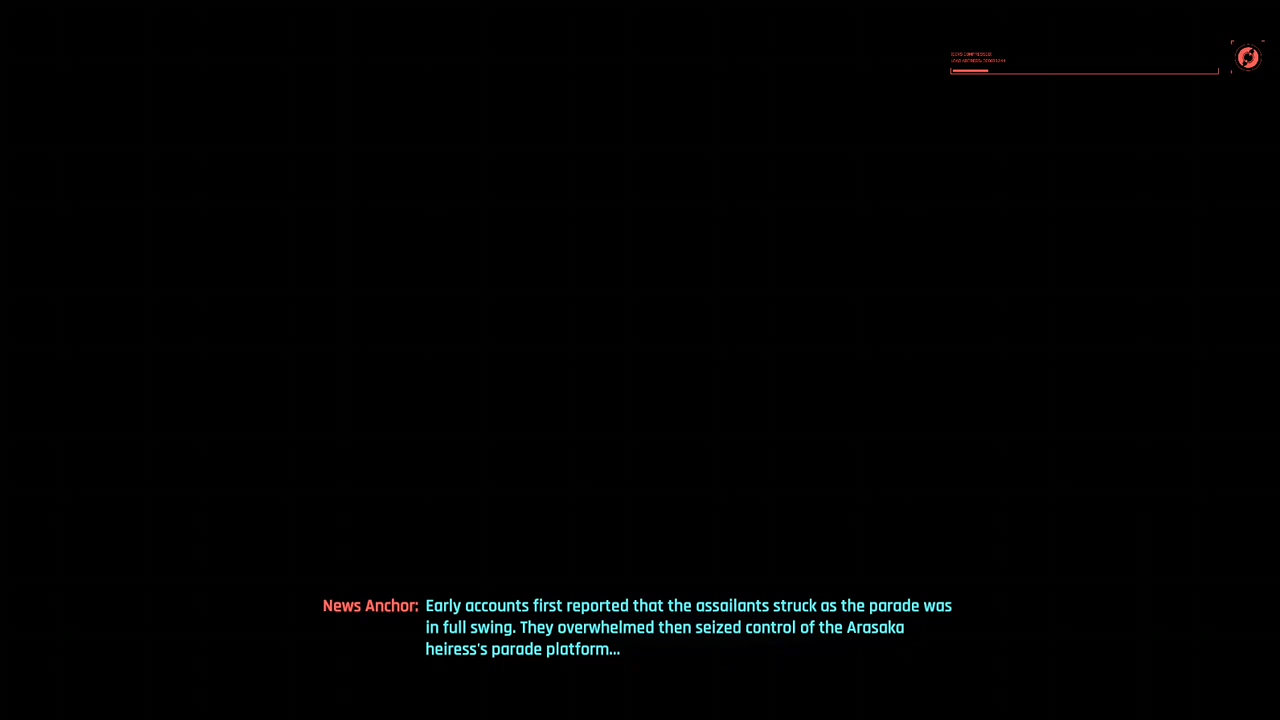 News Anchor: Early accounts first reported that the assailants struck as the parade was
in full swing. They overwhelmed then seized control of the Arasaka
heiress's parade platform...